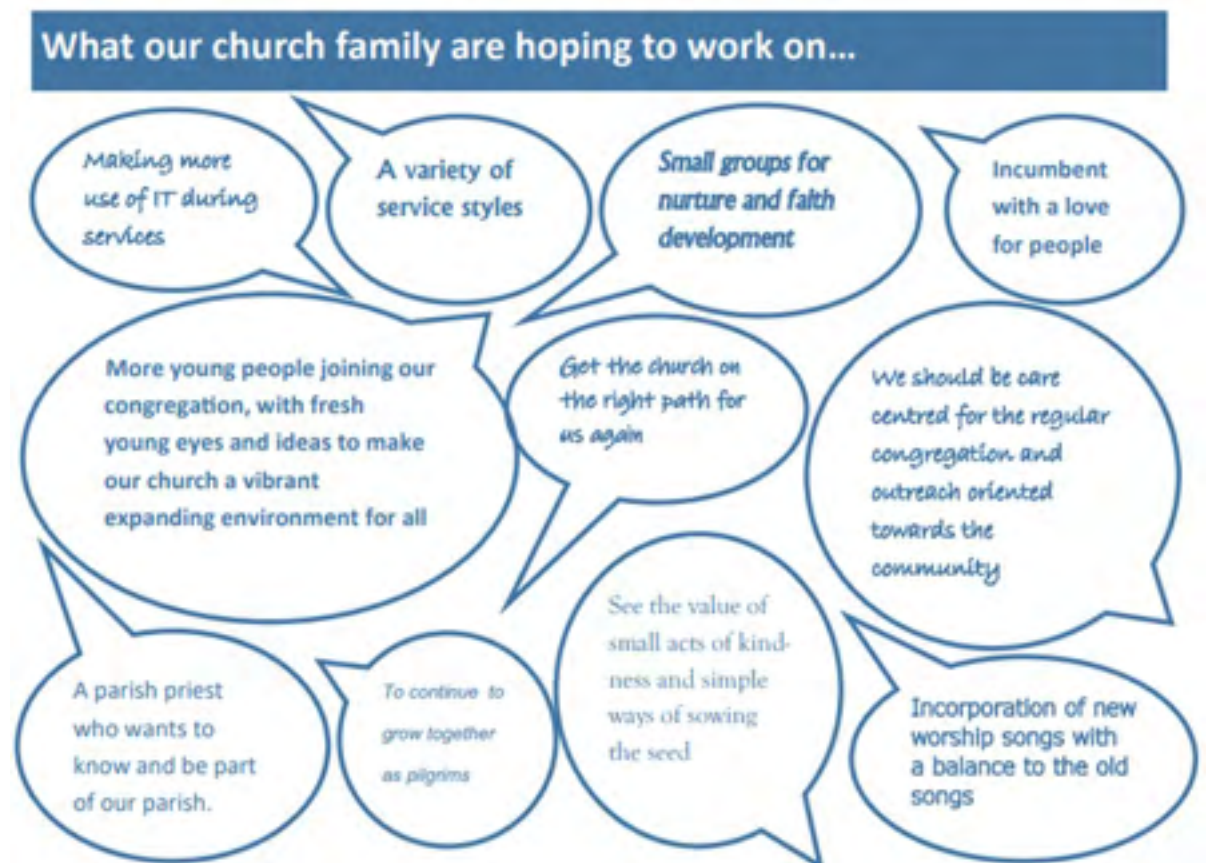 What our church family are hoping to work on...
Making more
use of IT during
services
A variety of
service styles
Small groups for
nurture and faith
development
Incumbent
with a love
for people
More young people joining our
congregation, with fresh
young eyes and ideas to make
our church a vibrant
expanding environment for all
Get the church on
the right path for
us again
We should be care
centred for the regular
congregation and
outreach oriented
towards the
community
A parish priest
who wants to
know and be part
of our parish.
To continue to
grow together
as pilgrims
See the value of
small acts of kind-
ness and simple
ways of sowing
the seed
Incorporation of new
worship songs with
a balance to the old
songs